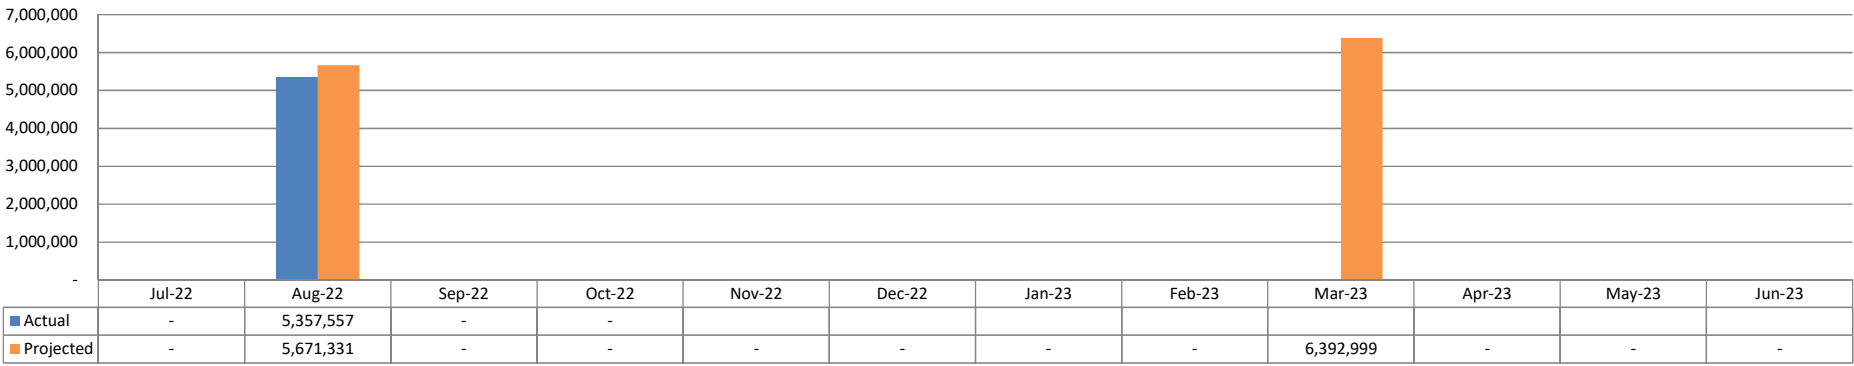 7,000,000
6,000,000
5,000,000
4,000,000
3,000,000
2,000,000
1,000,000
-
Jul-22 Aug-22 Sep-22 Oct-22 Nov-22 Dec-22 Jan-23 Feb-23 Mar-23 Apr-23 May-23 Jun-23
Actual - 5,357,557 - -
Projected - 5,671,331 - - - - - - 6,392,999 - - -